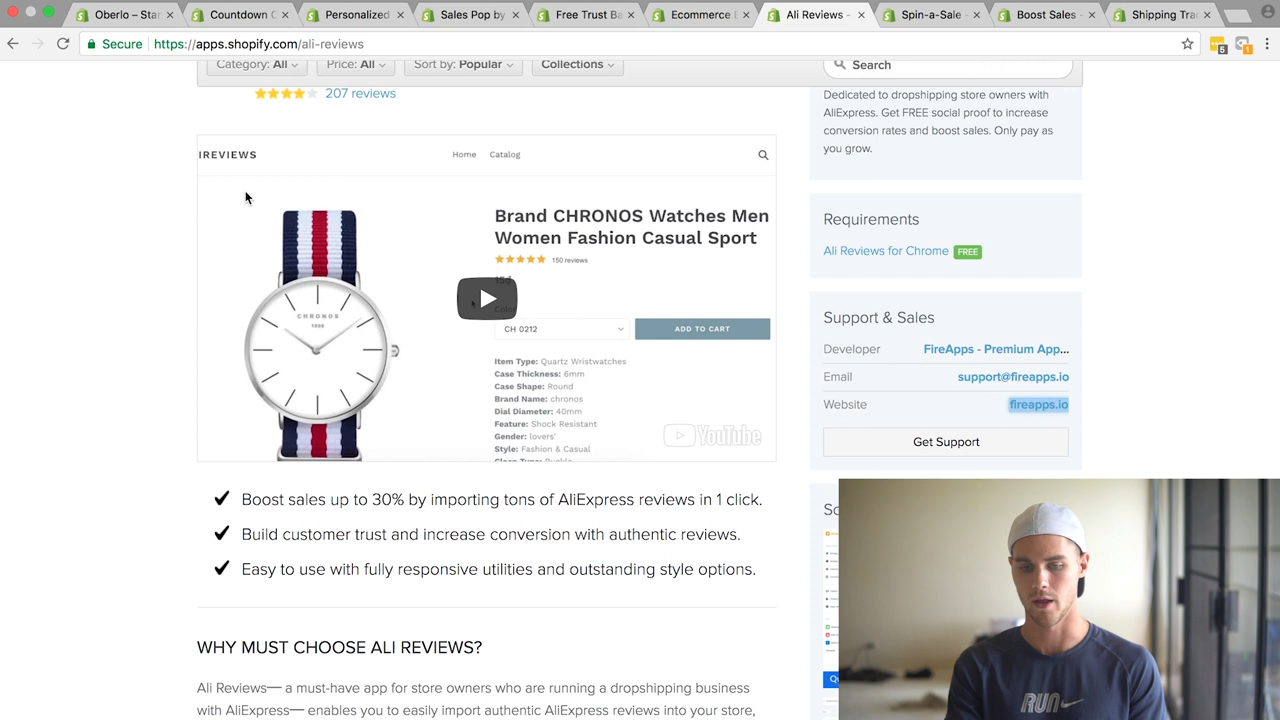 Oberlo – Star
Countdown C
Personalized
Sales Pop by
Free Trust Ba
Ecommerce E
Ali Reviews –
Spin-a-Sale –
Boost Sales –
Shipping Tra
Secure https://apps.shopify.com/ali-reviews
5
1
Category: All
Price: All
Sort by: Popular
Collections
Search
207 reviews
IREVIEWS
Home Catalog
Brand CHRONOS Watches Men
Women Fashion Casual Sport
150 reviews
CHRONOS
CH 0212
ADD TO CART
Item Type: Quartz Wristwatches
Case Thickness: 6mm
Case Shape: Round
Brand Name: chronos
Dial Diameter: 40mm
Feature: Shock Resistant
Gender: lovers'
Style: Fashion & Casual
YouTube
Boost sales up to 30% by importing tons of AliExpress reviews in 1 click.
Build customer trust and increase conversion with authentic reviews.
Easy to use with fully responsive utilities and outstanding style options.
WHY MUST CHOOSE ALI REVIEWS?
Ali Reviews— a must-have app for store owners who are running a dropshipping business
with AliExpress— enables you to easily import authentic AliExpress reviews into your store,
Dedicated to dropshipping store owners with
AliExpress. Get FREE social proof to increase
conversion rates and boost sales. Only pay as
you grow.
Requirements
Ali Reviews for Chrome FREE
Support & Sales
Developer FireApps - Premium App...
Email support@fireapps.io
Website fireapps.io
Get Support
RUN